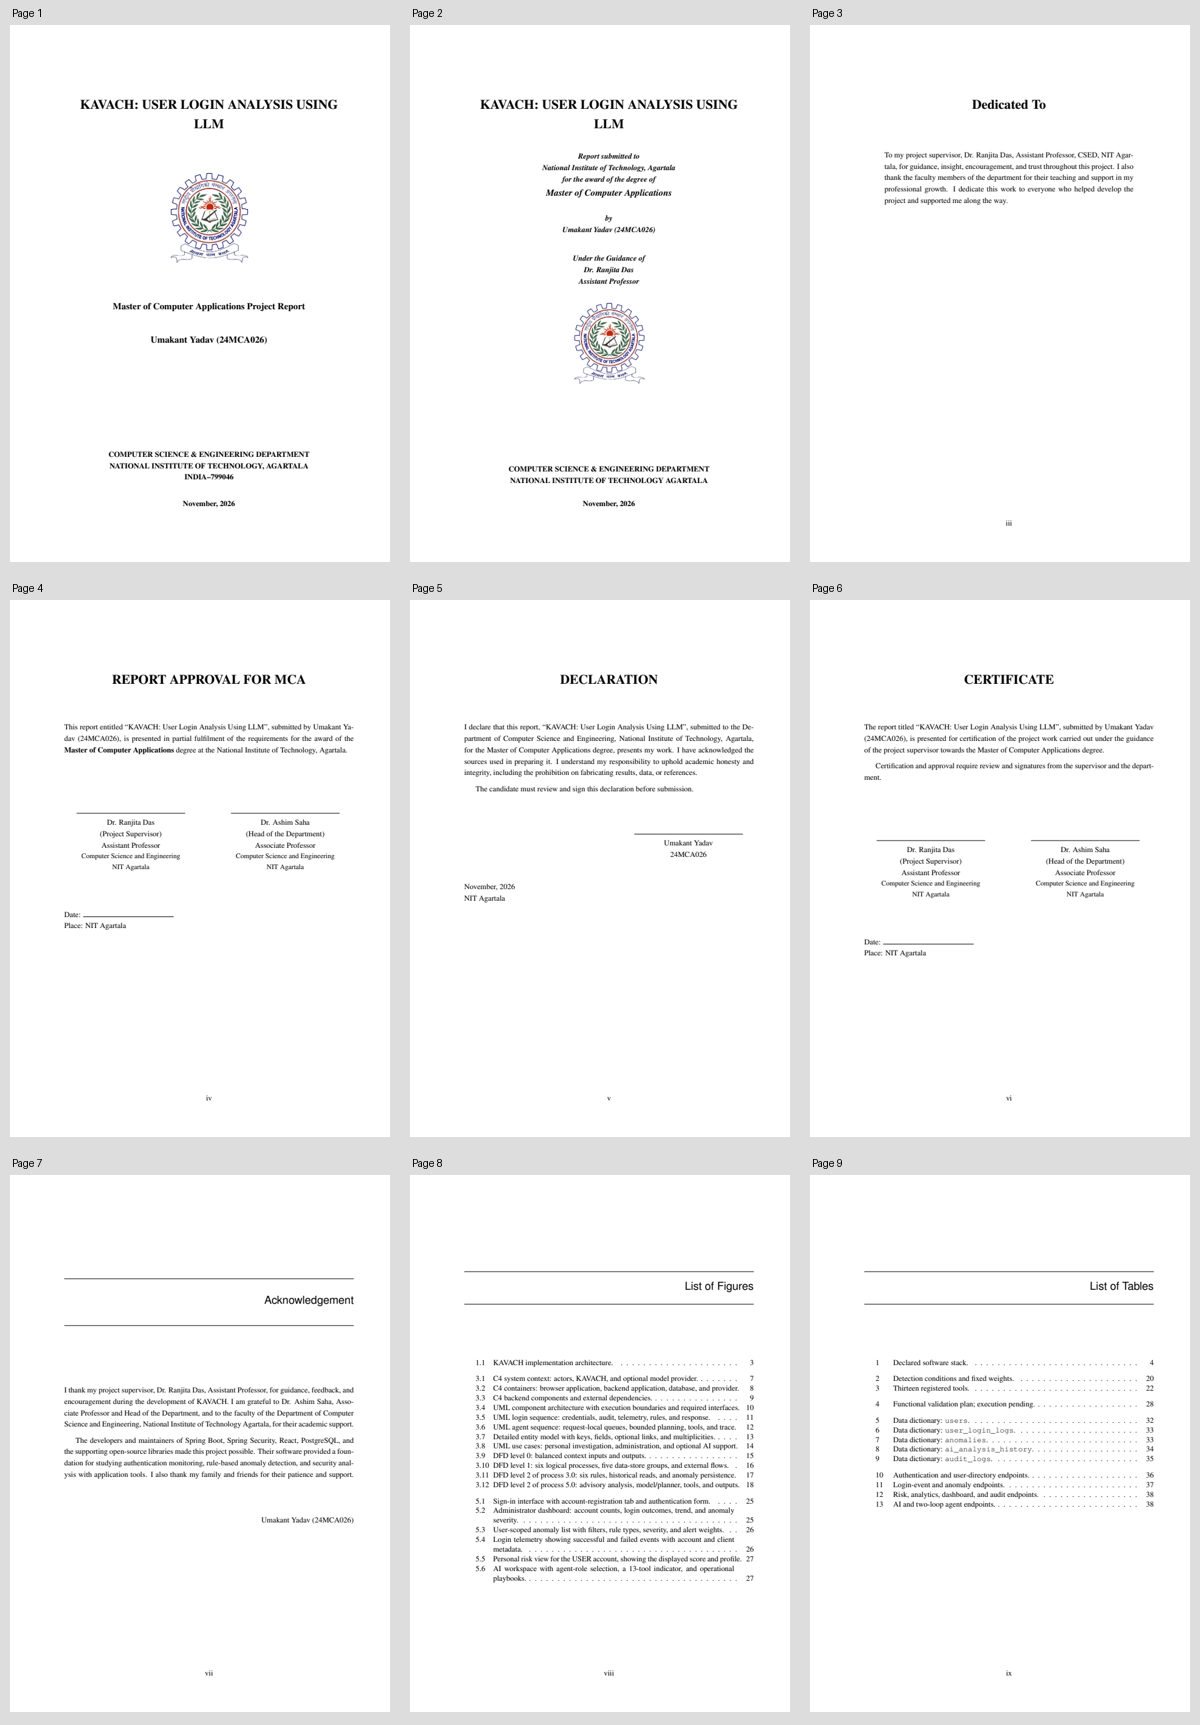 Page 1
KAVACH: USER LOGIN ANALYSIS USING
LLM
Master of Computer Applications Project Report
Umakant Yadav (24MCA026)
COMPUTER SCIENCE & ENGINEERING DEPARTMENT
NATIONAL INSTITUTE OF TECHNOLOGY, AGARTALA
INDIA–799046
November, 2026
Page 2
KAVACH: USER LOGIN ANALYSIS USING
LLM
Report submitted to
National Institute of Technology, Agartala
for the award of the degree of
Master of Computer Applications
by
Umakant Yadav (24MCA026)
Under the Guidance of
Dr. Ranjita Das
Assistant Professor
COMPUTER SCIENCE & ENGINEERING DEPARTMENT
NATIONAL INSTITUTE OF TECHNOLOGY AGARTALA
November, 2026
Page 3
Dedicated To
To my project supervisor, Dr. Ranjita Das, Assistant Professor, CSED, NIT Agar-
tala, for guidance, insight, encouragement, and trust throughout this project. I also
thank the faculty members of the department for their teaching and support in my
professional growth. I dedicate this work to everyone who helped develop the
project and supported me along the way.
iii
Page 4
REPORT APPROVAL FOR MCA
This report entitled “KAVACH: User Login Analysis Using LLM”, submitted by Umakant Ya-
dav (24MCA026), is presented in partial fulfilment of the requirements for the award of the
Master of Computer Applications degree at the National Institute of Technology, Agartala.
Dr. Ranjita Das
(Project Supervisor)
Assistant Professor
Computer Science and Engineering
NIT Agartala
Dr. Ashim Saha
(Head of the Department)
Associate Professor
Computer Science and Engineering
NIT Agartala
Date:
Place: NIT Agartala
iv
Page 5
DECLARATION
I declare that this report, “KAVACH: User Login Analysis Using LLM”, submitted to the De-
partment of Computer Science and Engineering, National Institute of Technology, Agartala,
for the Master of Computer Applications degree, presents my work. I have acknowledged the
sources used in preparing it. I understand my responsibility to uphold academic honesty and
integrity, including the prohibition on fabricating results, data, or references.
The candidate must review and sign this declaration before submission.
Umakant Yadav
24MCA026
November, 2026
NIT Agartala
v
Page 6
CERTIFICATE
The report titled “KAVACH: User Login Analysis Using LLM”, submitted by Umakant Yadav
(24MCA026), is presented for certification of the project work carried out under the guidance
of the project supervisor towards the Master of Computer Applications degree.
Certification and approval require review and signatures from the supervisor and the depart-
ment.
Dr. Ranjita Das
(Project Supervisor)
Assistant Professor
Computer Science and Engineering
NIT Agartala
Dr. Ashim Saha
(Head of the Department)
Associate Professor
Computer Science and Engineering
NIT Agartala
Date:
Place: NIT Agartala
vi
Page 7
Acknowledgement
I thank my project supervisor, Dr. Ranjita Das, Assistant Professor, for guidance, feedback, and
encouragement during the development of KAVACH. I am grateful to Dr. Ashim Saha, Asso-
ciate Professor and Head of the Department, and to the faculty of the Department of Computer
Science and Engineering, National Institute of Technology Agartala, for their academic support.
The developers and maintainers of Spring Boot, Spring Security, React, PostgreSQL, and
the supporting open-source libraries made this project possible. Their software provided a foun-
dation for studying authentication monitoring, rule-based anomaly detection, and security anal-
ysis with application tools. I also thank my family and friends for their patience and support.
Umakant Yadav (24MCA026)
vii
Page 8
List of Figures
1.1 KAVACH implementation architecture. 3
3.1 C4 system context: actors, KAVACH, and optional model provider. 7
3.2 C4 containers: browser application, backend application, database, and provider. 8
3.3 C4 backend components and external dependencies. 9
3.4 UML component architecture with execution boundaries and required interfaces. 10
3.5 UML login sequence: credentials, audit, telemetry, rules, and response. 11
3.6 UML agent sequence: request-local queues, bounded planning, tools, and trace. 12
3.7 Detailed entity model with keys, fields, optional links, and multiplicities. 13
3.8 UML use cases: personal investigation, administration, and optional AI support. 14
3.9 DFD level 0: balanced context inputs and outputs. 15
3.10 DFD level 1: six logical processes, five data-store groups, and external flows. 16
3.11 DFD level 2 of process 3.0: six rules, historical reads, and anomaly persistence. 17
3.12 DFD level 2 of process 5.0: advisory analysis, model/planner, tools, and outputs. 18
5.1 Sign-in interface with account-registration tab and authentication form. 25
5.2 Administrator dashboard: account counts, login outcomes, trend, and anomaly
severity. 25
5.3 User-scoped anomaly list with filters, rule types, severity, and alert weights. 26
5.4 Login telemetry showing successful and failed events with account and client
metadata. 26
5.5 Personal risk view for the USER account, showing the displayed score and profile. 27
5.6 AI workspace with agent-role selection, a 13-tool indicator, and operational
playbooks. 27
viii
Page 9
List of Tables
1 Declared software stack. 4
2 Detection conditions and fixed weights. 20
3 Thirteen registered tools. 22
4 Functional validation plan; execution pending. 28
5 Data dictionary: users. 32
6 Data dictionary: user_login_logs. 33
7 Data dictionary: anomalies. 33
8 Data dictionary: ai_analysis_history. 34
9 Data dictionary: audit_logs. 35
10 Authentication and user-directory endpoints. 36
11 Login-event and anomaly endpoints. 37
12 Risk, analytics, dashboard, and audit endpoints. 38
13 AI and two-loop agent endpoints. 38
ix